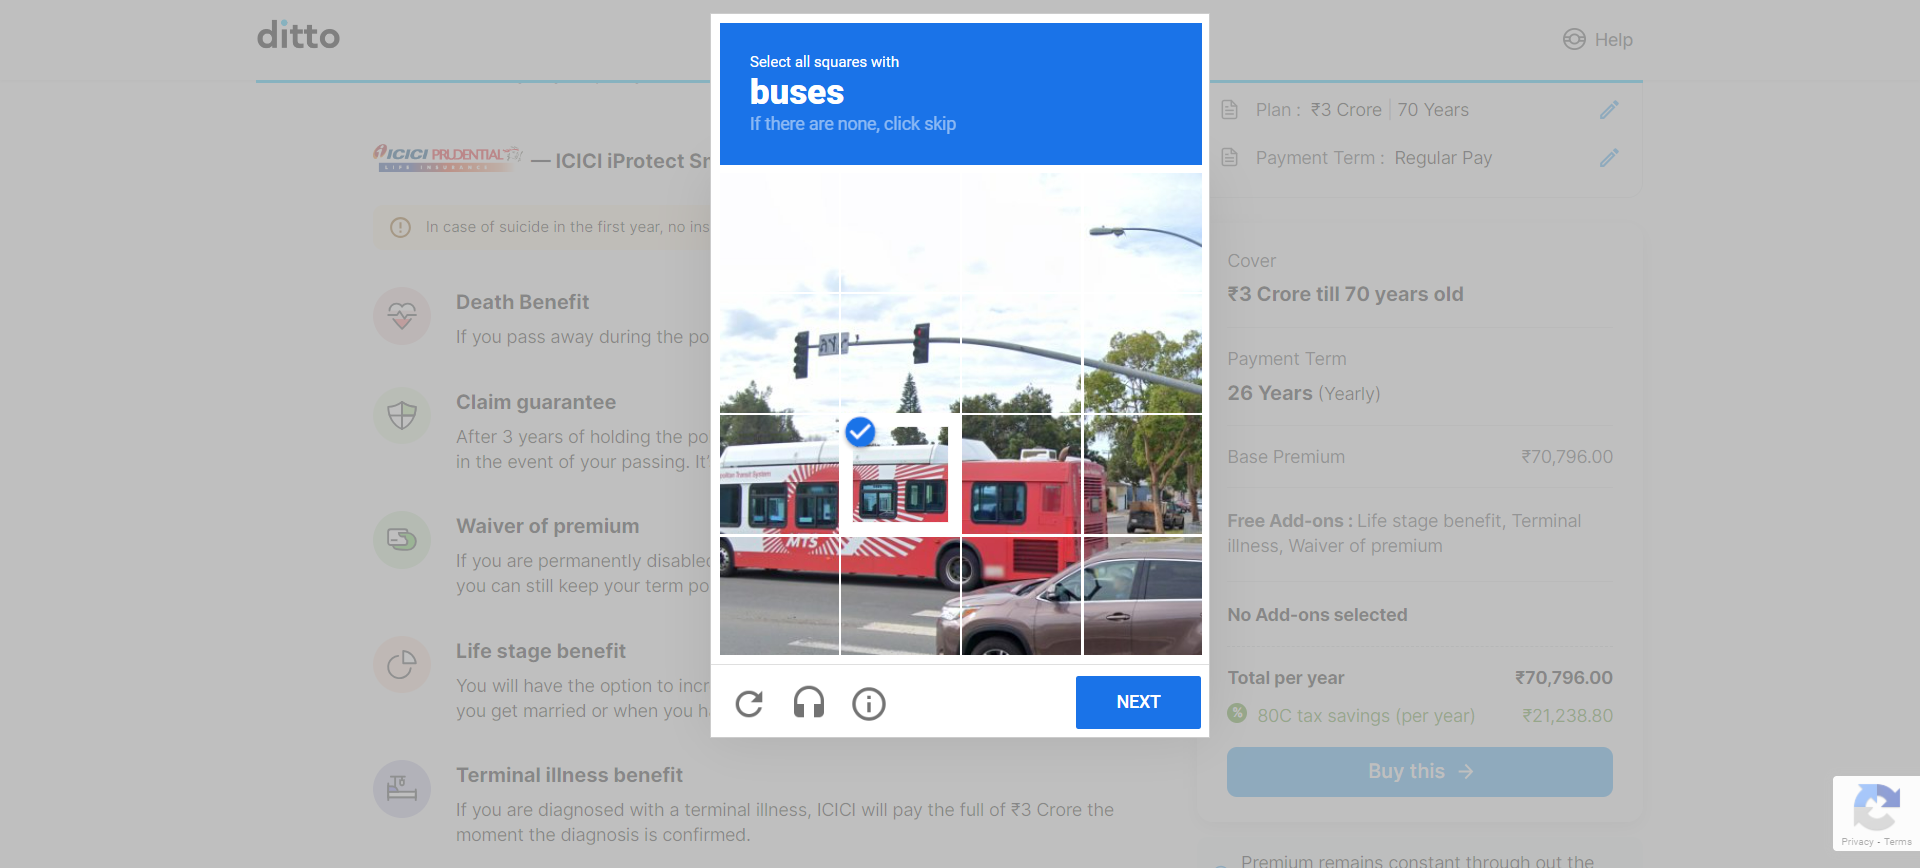 ditto
Help
Select all squares with
buses
If there are none, click skip
Plan : ₹3 Crore | 70 Years
Payment Term : Regular Pay
ICICI PRUDENTIAL
LIFE INSURANCE
— ICICI iProtect Sr
In case of suicide in the first year, no ins
Death Benefit
If you pass away during the po
Claim guarantee
After 3 years of holding the po
in the event of your passing. It'
Waiver of premium
If you are permanently disabled
you can still keep your term po
Life stage benefit
You will have the option to incr
you get married or when you h
Terminal illness benefit
If you are diagnosed with a terminal illness, ICICI will pay the full of ₹3 Crore the
moment the diagnosis is confirmed.
AY
MTS
NEXT
Cover
₹3 Crore till 70 years old
Payment Term
26 Years (Yearly)
Base Premium ₹70,796.00
Free Add-ons : Life stage benefit, Terminal
illness, Waiver of premium
No Add-ons selected
Total per year ₹70,796.00
80C tax savings (per year) ₹21,238.80
Buy this →
Premium remains constant through out the
Privacy - Terms